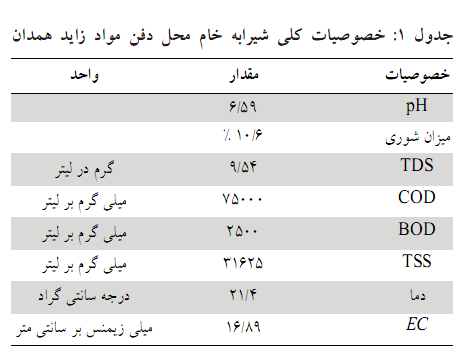 جدول ۱: خصوصیات کلی شیرابه خام محل دفن مواد زاید همدان
خصوصیات مقدار واحد
pH ۶/۵۹
میزان شوری ۱۰/۶ ٪
TDS ۹/۵۴ گرم در لیتر
COD ۷۵۰۰۰ میلی گرم بر لیتر
BOD ۲۵۰۰ میلی گرم بر لیتر
TSS ۳۱۶۲۵ میلی گرم بر لیتر
دما ۲۱/۴ درجه سانتی گراد
EC ۱۶/۸۹ میلی زیمنس بر سانتی متر